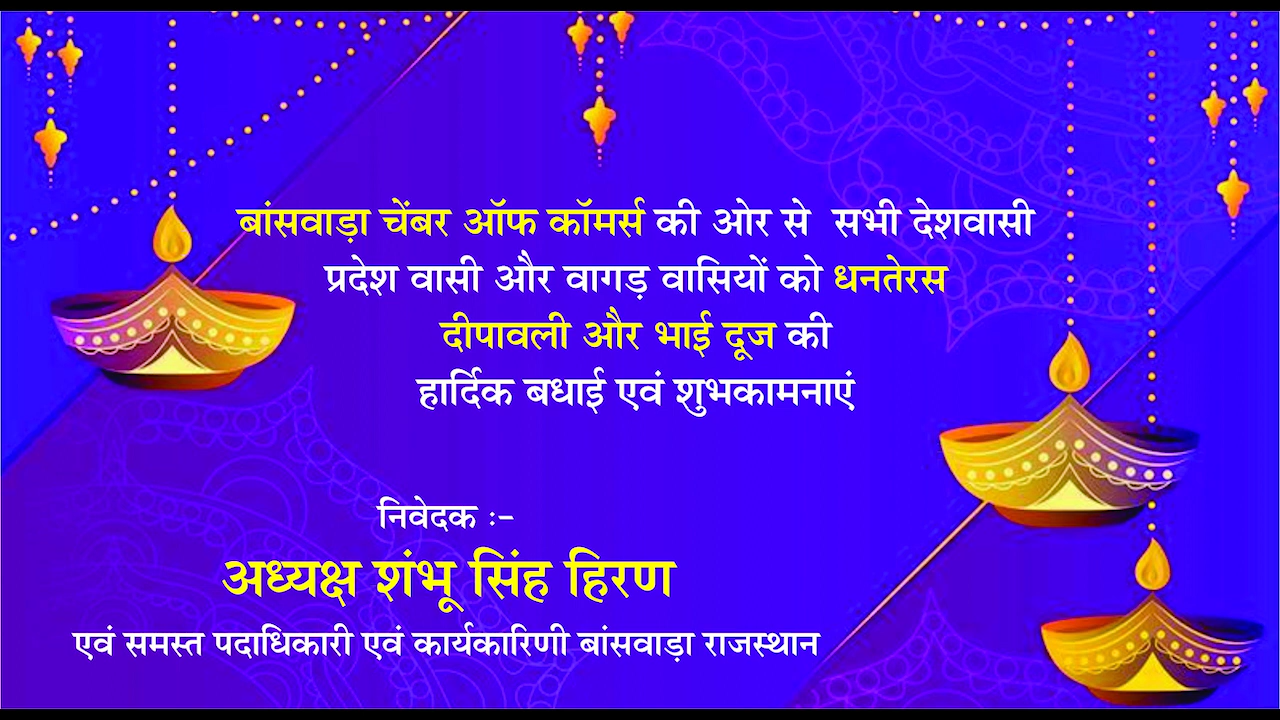 बांसवाड़ा चेंबर ऑफ कॉमर्स की ओर से सभी देशवासी
प्रदेश वासी और वागड़ वासियों को धनतेरस
दीपावली और भाई दूज की
हार्दिक बधाई एवं शुभकामनाएं
निवेदक :-
अध्यक्ष शंभू सिंह हिरण
एवं समस्त पदाधिकारी एवं कार्यकारिणी बांसवाड़ा राजस्थान